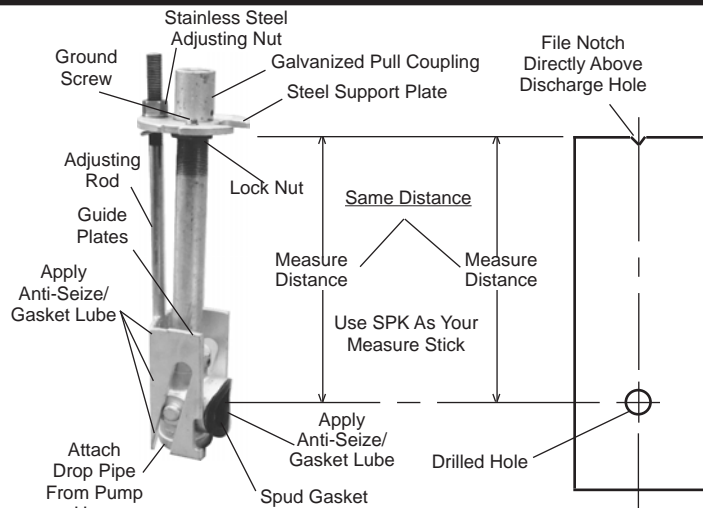 Stainless Steel
Adjusting Nut
Ground
Screw
Galvanized Pull Coupling
Steel Support Plate
File Notch
Directly Above
Discharge Hole
Adjusting
Rod
Lock Nut
Guide
Plates
Same Distance
Measure
Distance
Measure
Distance
Apply
Anti-Seize/
Gasket Lube
Use SPK As Your
Measure Stick
Apply
Anti-Seize/
Gasket Lube
Drilled Hole
Attach
Drop Pipe
From Pump
Spud Gasket